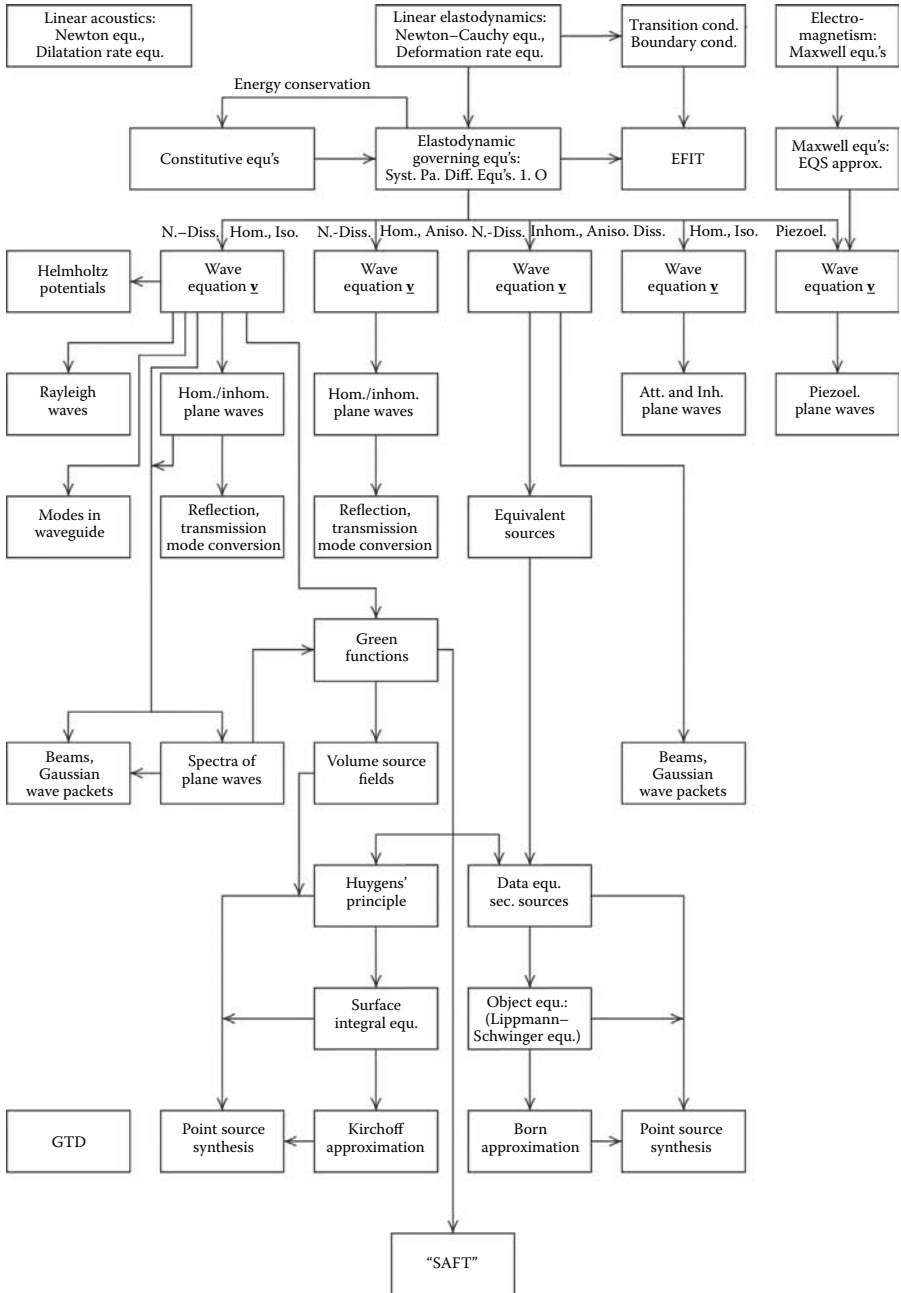 Linear acoustics:
Newton equ.,
Dilatation rate equ.
Linear elastodynamics:
Newton–Cauchy equ.,
Deformation rate equ.
Transition cond.
Boundary cond.
Electro-
magnetism:
Maxwell equ.'s
Energy conservation
Constitutive equ's
Elastodynamic
governing equ's:
Syst. Pa. Diff. Equ's. 1. O
EFIT
Maxwell equ's:
EQS approx.
N.–Diss. Hom., Iso.
N.-Diss. Hom., Aniso.
N.-Diss. Inhom., Aniso.
Diss. Hom., Iso.
Piezoel.
Helmholtz
potentials
Wave
equation v
Wave
equation v
Wave
equation v
Wave
equation v
Wave
equation v
Rayleigh
waves
Hom./inhom.
plane waves
Hom./inhom.
plane waves
Att. and Inh.
plane waves
Piezoel.
plane waves
Modes in
waveguide
Reflection,
transmission
mode conversion
Reflection,
transmission
mode conversion
Equivalent
sources
Green
functions
Beams,
Gaussian
wave packets
Spectra of
plane waves
Volume source
fields
Beams,
Gaussian
wave packets
Huygens'
principle
Data equ.
sec. sources
Surface
integral equ.
Object equ.:
(Lippmann–
Schwinger equ.)
GTD
Point source
synthesis
Kirchoff
approximation
Born
approximation
Point source
synthesis
“SAFT”